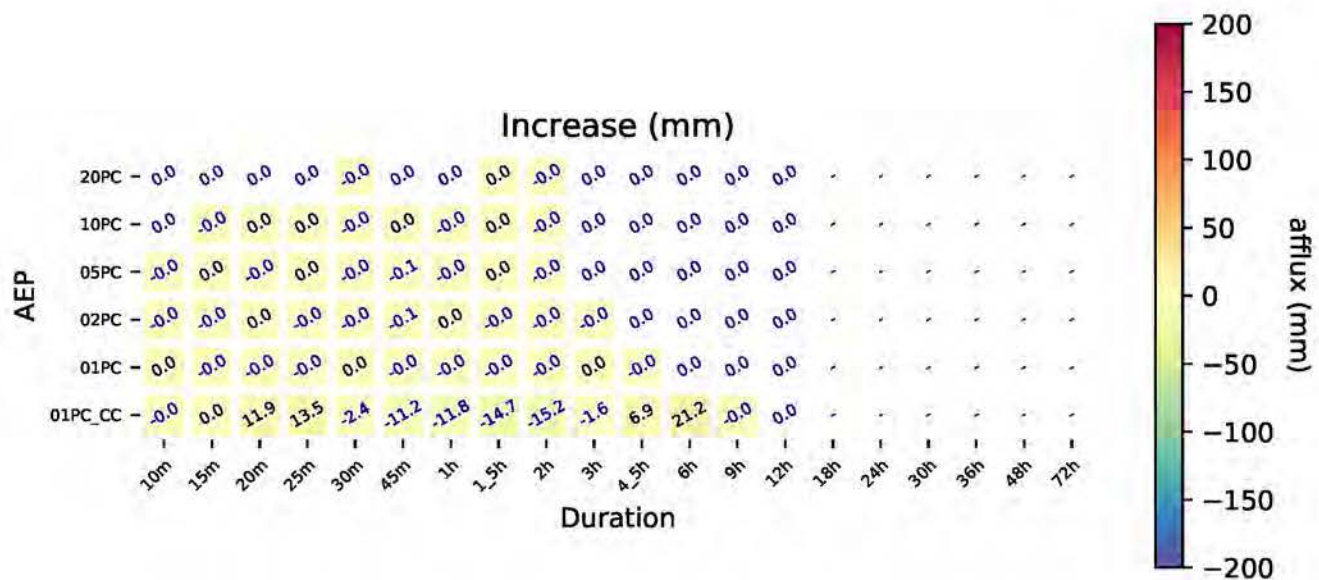 Increase (mm)
20PC 0.0 0.0 0.0 0.0 -0.0 0.0 0.0 0.0 -0.0 0.0 0.0 0.0 0.0 0.0 - - - - - -
10PC 0.0 -0.0 0.0 0.0 -0.0 0.0 -0.0 0.0 -0.0 0.0 0.0 0.0 0.0 0.0 - - - - - -
05PC -0.0 0.0 -0.0 0.0 -0.0 -0.1 -0.0 0.0 -0.0 0.0 0.0 0.0 0.0 0.0 - - - - - -
02PC -0.0 -0.0 0.0 -0.0 -0.0 -0.1 0.0 -0.0 -0.0 -0.0 0.0 0.0 0.0 0.0 - - - - - -
01PC 0.0 -0.0 -0.0 -0.0 0.0 -0.0 -0.0 -0.0 -0.0 0.0 -0.0 0.0 0.0 0.0 - - - - - -
01PC_CC -0.0 0.0 11.9 13.5 -2.4 -11.2 -11.8 -14.7 -15.2 -1.6 6.9 21.2 -0.0 0.0 - - - - - -
10m 15m 20m 25m 30m 45m 1h 1_5h 2h 3h 4_5h 6h 9h 12h 18h 24h 30h 36h 48h 72h
Duration
AEP
200
150
100
50
0
−50
−100
−150
−200
afflux (mm)